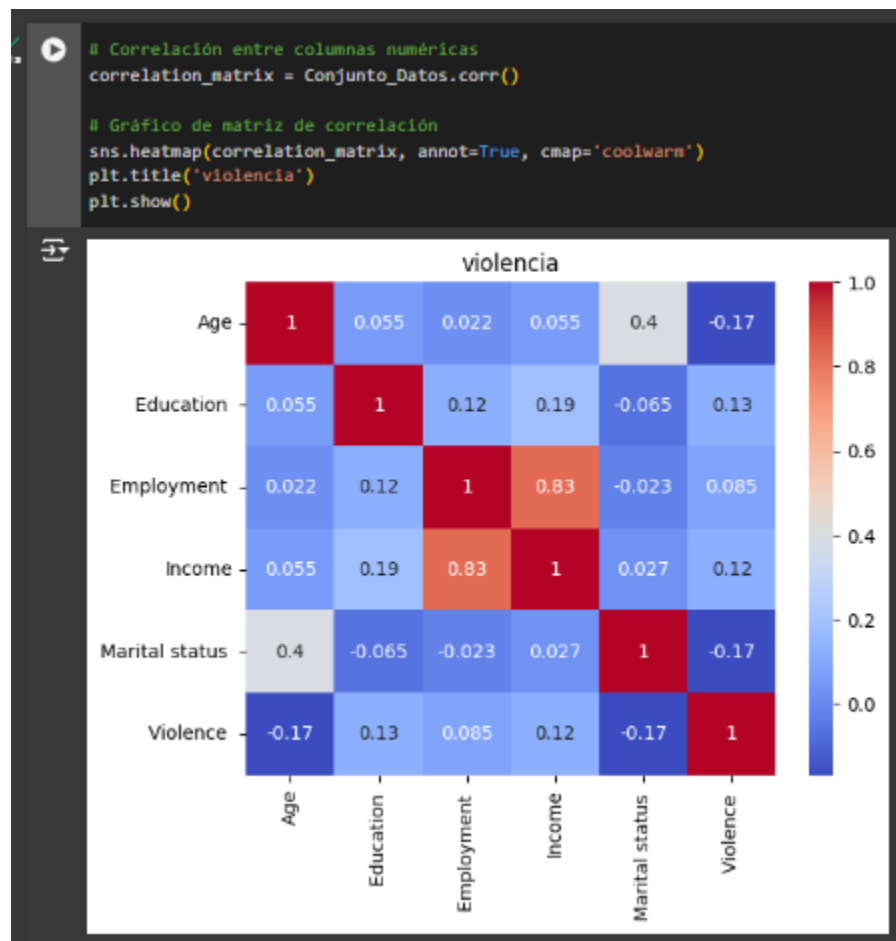 # Correlación entre columnas numéricas
correlation_matrix = Conjunto_Datos.corr()
# Gráfico de matriz de correlación
sns.heatmap(correlation_matrix, annot=True, cmap='coolwarm')
plt.title('violencia')
plt.show()
violencia
Age 1 0.055 0.022 0.055 0.4 -0.17
Education 0.055 1 0.12 0.19 -0.065 0.13
Employment 0.022 0.12 1 0.83 -0.023 0.085
Income 0.055 0.19 0.83 1 0.027 0.12
Marital status 0.4 -0.065 -0.023 0.027 1 -0.17
Violence -0.17 0.13 0.085 0.12 -0.17 1
Age
Education
Employment
Income
Marital status
Violence
1.0
0.8
0.6
0.4
0.2
0.0